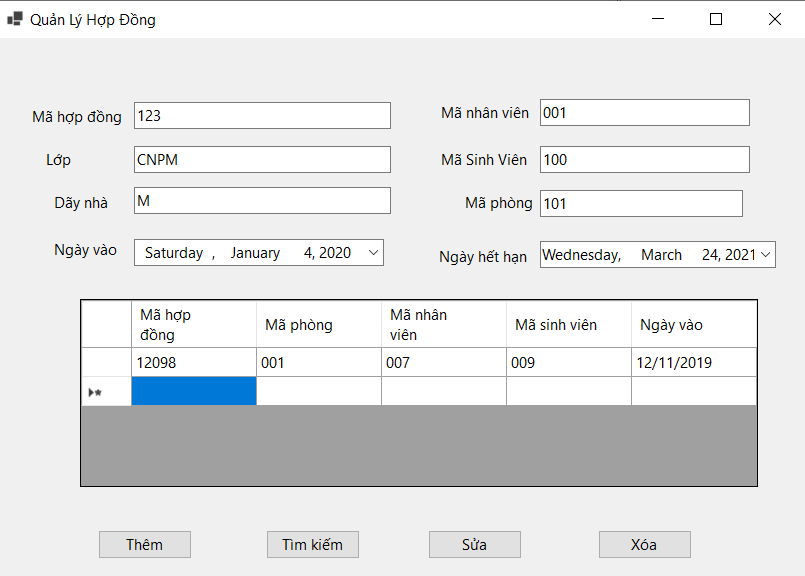 Quản Lý Hợp Đồng
Mã hợp đồng 123 Mã nhân viên 001
Lớp CNPM Mã Sinh Viên 100
Dãy nhà M Mã phòng 101
Ngày vào Saturday , January 4, 2020 Ngày hết hạn Wednesday, March 24, 2021
Mã hợp đồng Mã phòng Mã nhân viên Mã sinh viên Ngày vào
12098 001 007 009 12/11/2019
Thêm Tìm kiếm Sửa Xóa